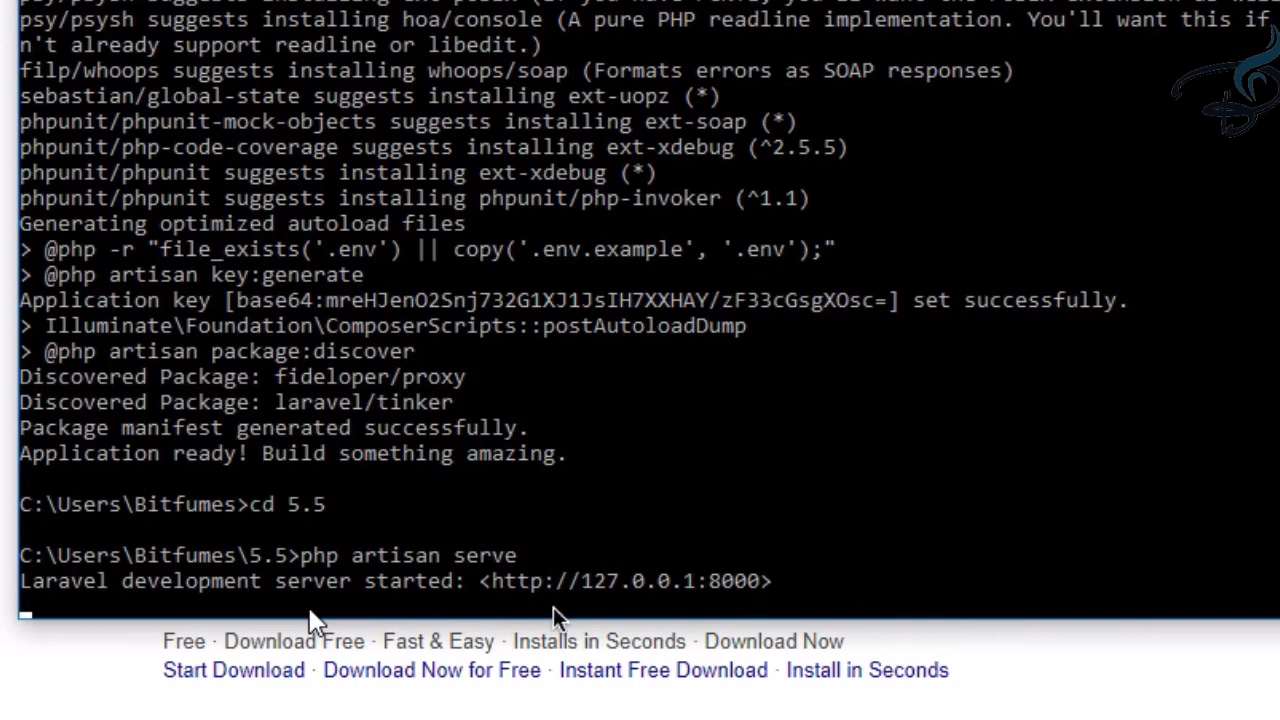 psy/psysh suggests installing hoa/console (A pure PHP readline implementation. You'll want this if
n't already support readline or libedit.)
filp/whoops suggests installing whoops/soap (Formats errors as SOAP responses)
sebastian/global-state suggests installing ext-uopz (*)
phpunit/phpunit-mock-objects suggests installing ext-soap (*)
phpunit/php-code-coverage suggests installing ext-xdebug (^2.5.5)
phpunit/phpunit suggests installing ext-xdebug (*)
phpunit/phpunit suggests installing phpunit/php-invoker (^1.1)
Generating optimized autoload files
> @php -r "file_exists('.env') || copy('.env.example', '.env');"
> @php artisan key:generate
Application key [base64:mreHJenO2Snj732G1XJ1JsIH7XXHAY/zF33cGsgXOsc=] set successfully.
> Illuminate\Foundation\ComposerScripts::postAutoloadDump
> @php artisan package:discover
Discovered Package: fideloper/proxy
Discovered Package: laravel/tinker
Package manifest generated successfully.
Application ready! Build something amazing.
C:\Users\Bitfumes>cd 5.5
C:\Users\Bitfumes\5.5>php artisan serve
Laravel development server started: <http://127.0.0.1:8000>
Free · Download Free · Fast & Easy · Installs in Seconds · Download Now
Start Download · Download Now for Free · Instant Free Download · Install in Seconds